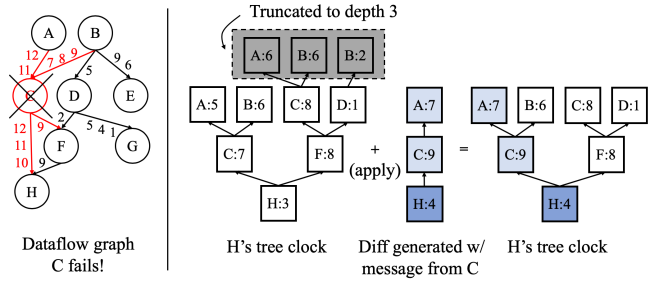 Truncated to depth 3
A
B
12
7
8
9
9
6
11
5
C
D
E
12
9
2
5
4
1
11
F
G
10
9
H
Dataflow graph
C fails!
A:6
B:6
B:2
A:5
B:6
C:8
D:1
C:7
F:8
H:3
H's tree clock
+
(apply)
A:7
C:9
H:4
Diff generated w/
message from C
=
A:7
B:6
C:8
D:1
C:9
F:8
H:4
H's tree clock